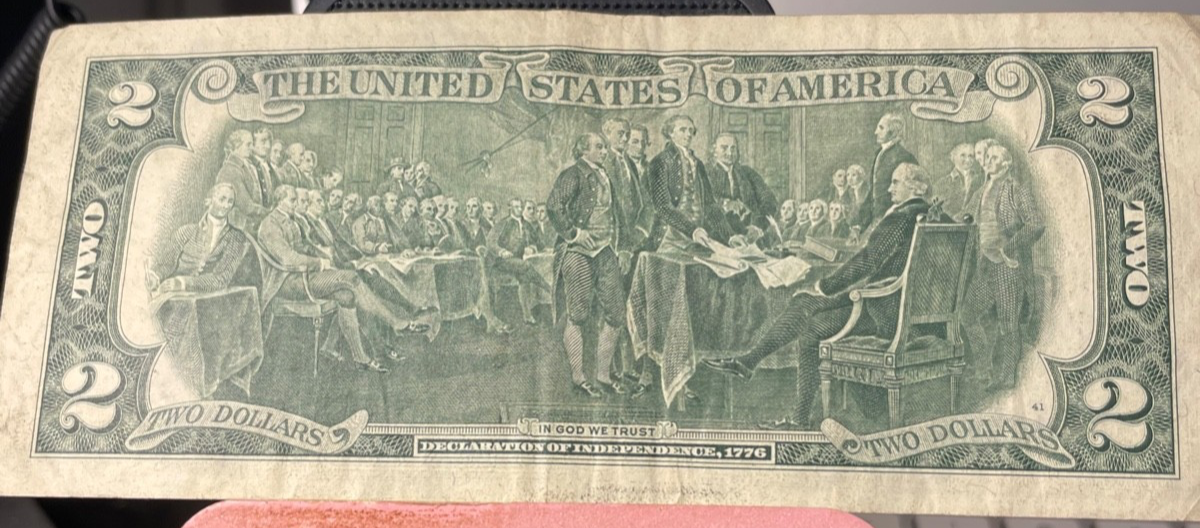 THE UNITED STATES OF AMERICA
2
2
TWO
TWO
2
2
TWO DOLLARS
IN GOD WE TRUST
TWO DOLLARS
41
DECLARATION OF INDEPENDENCE, 1776